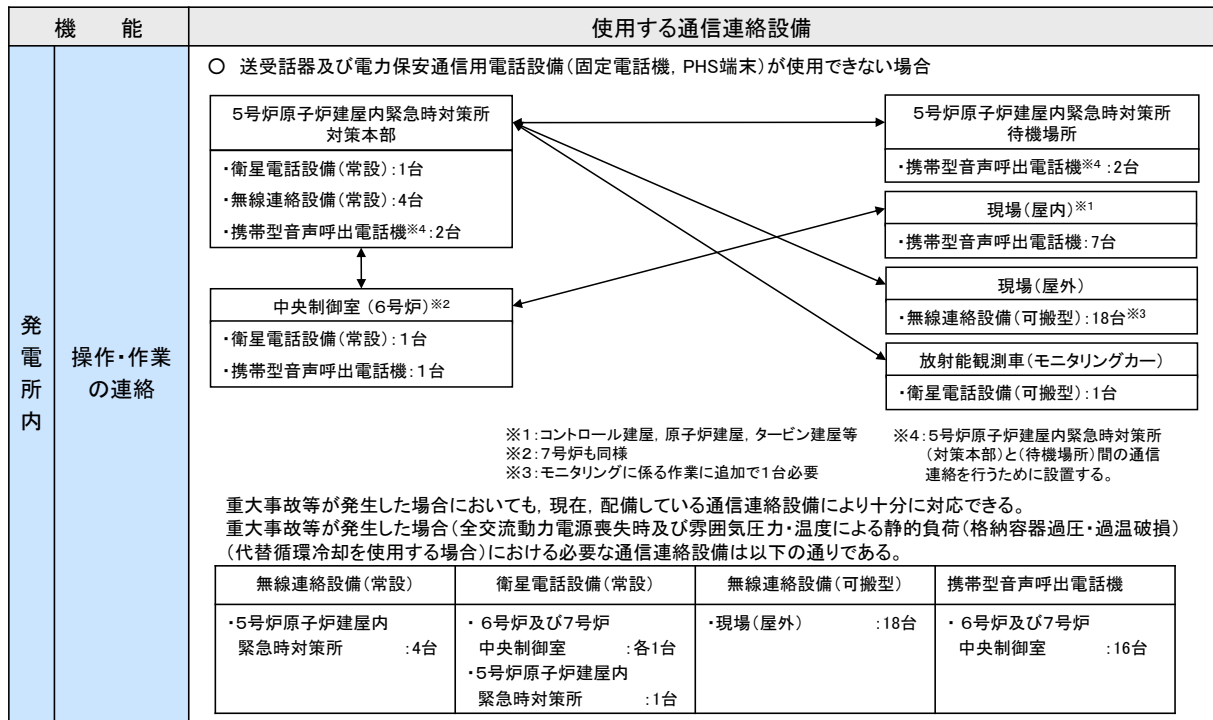 機　能
使用する通信連絡設備
発電所内
操作・作業
の連絡
○ 送受話器及び電力保安通信用電話設備（固定電話機，PHS端末）が使用できない場合
5号炉原子炉建屋内緊急時対策所
対策本部
・衛星電話設備（常設）：1台
・無線連絡設備（常設）：4台
・携帯型音声呼出電話機※4：2台
中央制御室（6号炉）※2
・衛星電話設備（常設）：1台
・携帯型音声呼出電話機：1台
5号炉原子炉建屋内緊急時対策所
待機場所
・携帯型音声呼出電話機※4：2台
現場（屋内）※1
・携帯型音声呼出電話機：7台
現場（屋外）
・無線連絡設備（可搬型）：18台※3
放射能観測車（モニタリングカー）
・衛星電話設備（可搬型）：1台
※1：コントロール建屋，原子炉建屋，タービン建屋等
※2：7号炉も同様
※3：モニタリングに係る作業に追加で1台必要
※4：5号炉原子炉建屋内緊急時対策所
（対策本部）と（待機場所）間の通信
連絡を行うために設置する。
重大事故等が発生した場合においても，現在，配備している通信連絡設備により十分に対応できる。
重大事故等が発生した場合（全交流動力電源喪失時及び雰囲気圧力・温度による静的負荷（格納容器過圧・過温破損）
（代替循環冷却を使用する場合）における必要な通信連絡設備は以下の通りである。
無線連絡設備（常設）
衛星電話設備（常設）
無線連絡設備（可搬型）
携帯型音声呼出電話機
・5号炉原子炉建屋内
緊急時対策所　：4台
・6号炉及び7号炉
中央制御室　：各1台
・5号炉原子炉建屋内
緊急時対策所　：1台
・現場（屋外）　：18台
・6号炉及び7号炉
中央制御室　：16台